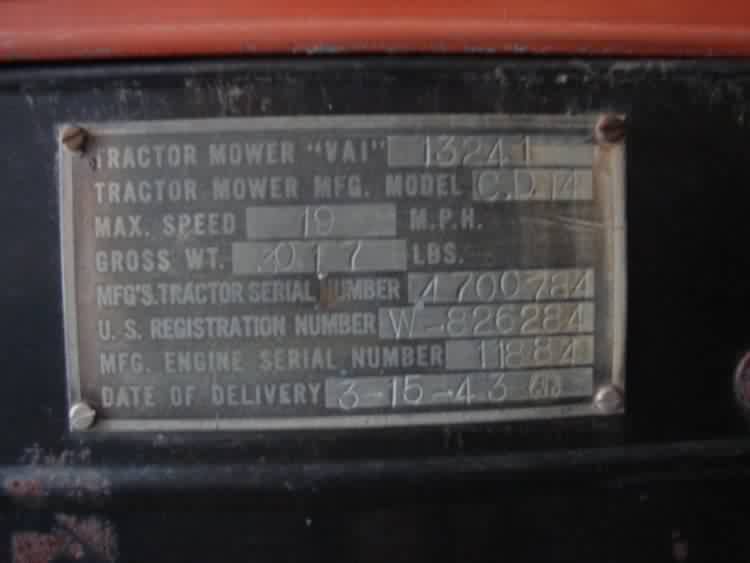 TRACTOR MOWER "VAI" 13241
TRACTOR MOWER MFG. MODEL C.D.14
MAX. SPEED 19 M.P.H.
GROSS WT. LBS.
MFG'S. TRACTOR SERIAL NUMBER 4700784
U. S. REGISTRATION NUMBER W-826284
MFG. ENGINE SERIAL NUMBER 11884
DATE OF DELIVERY 3-15-43